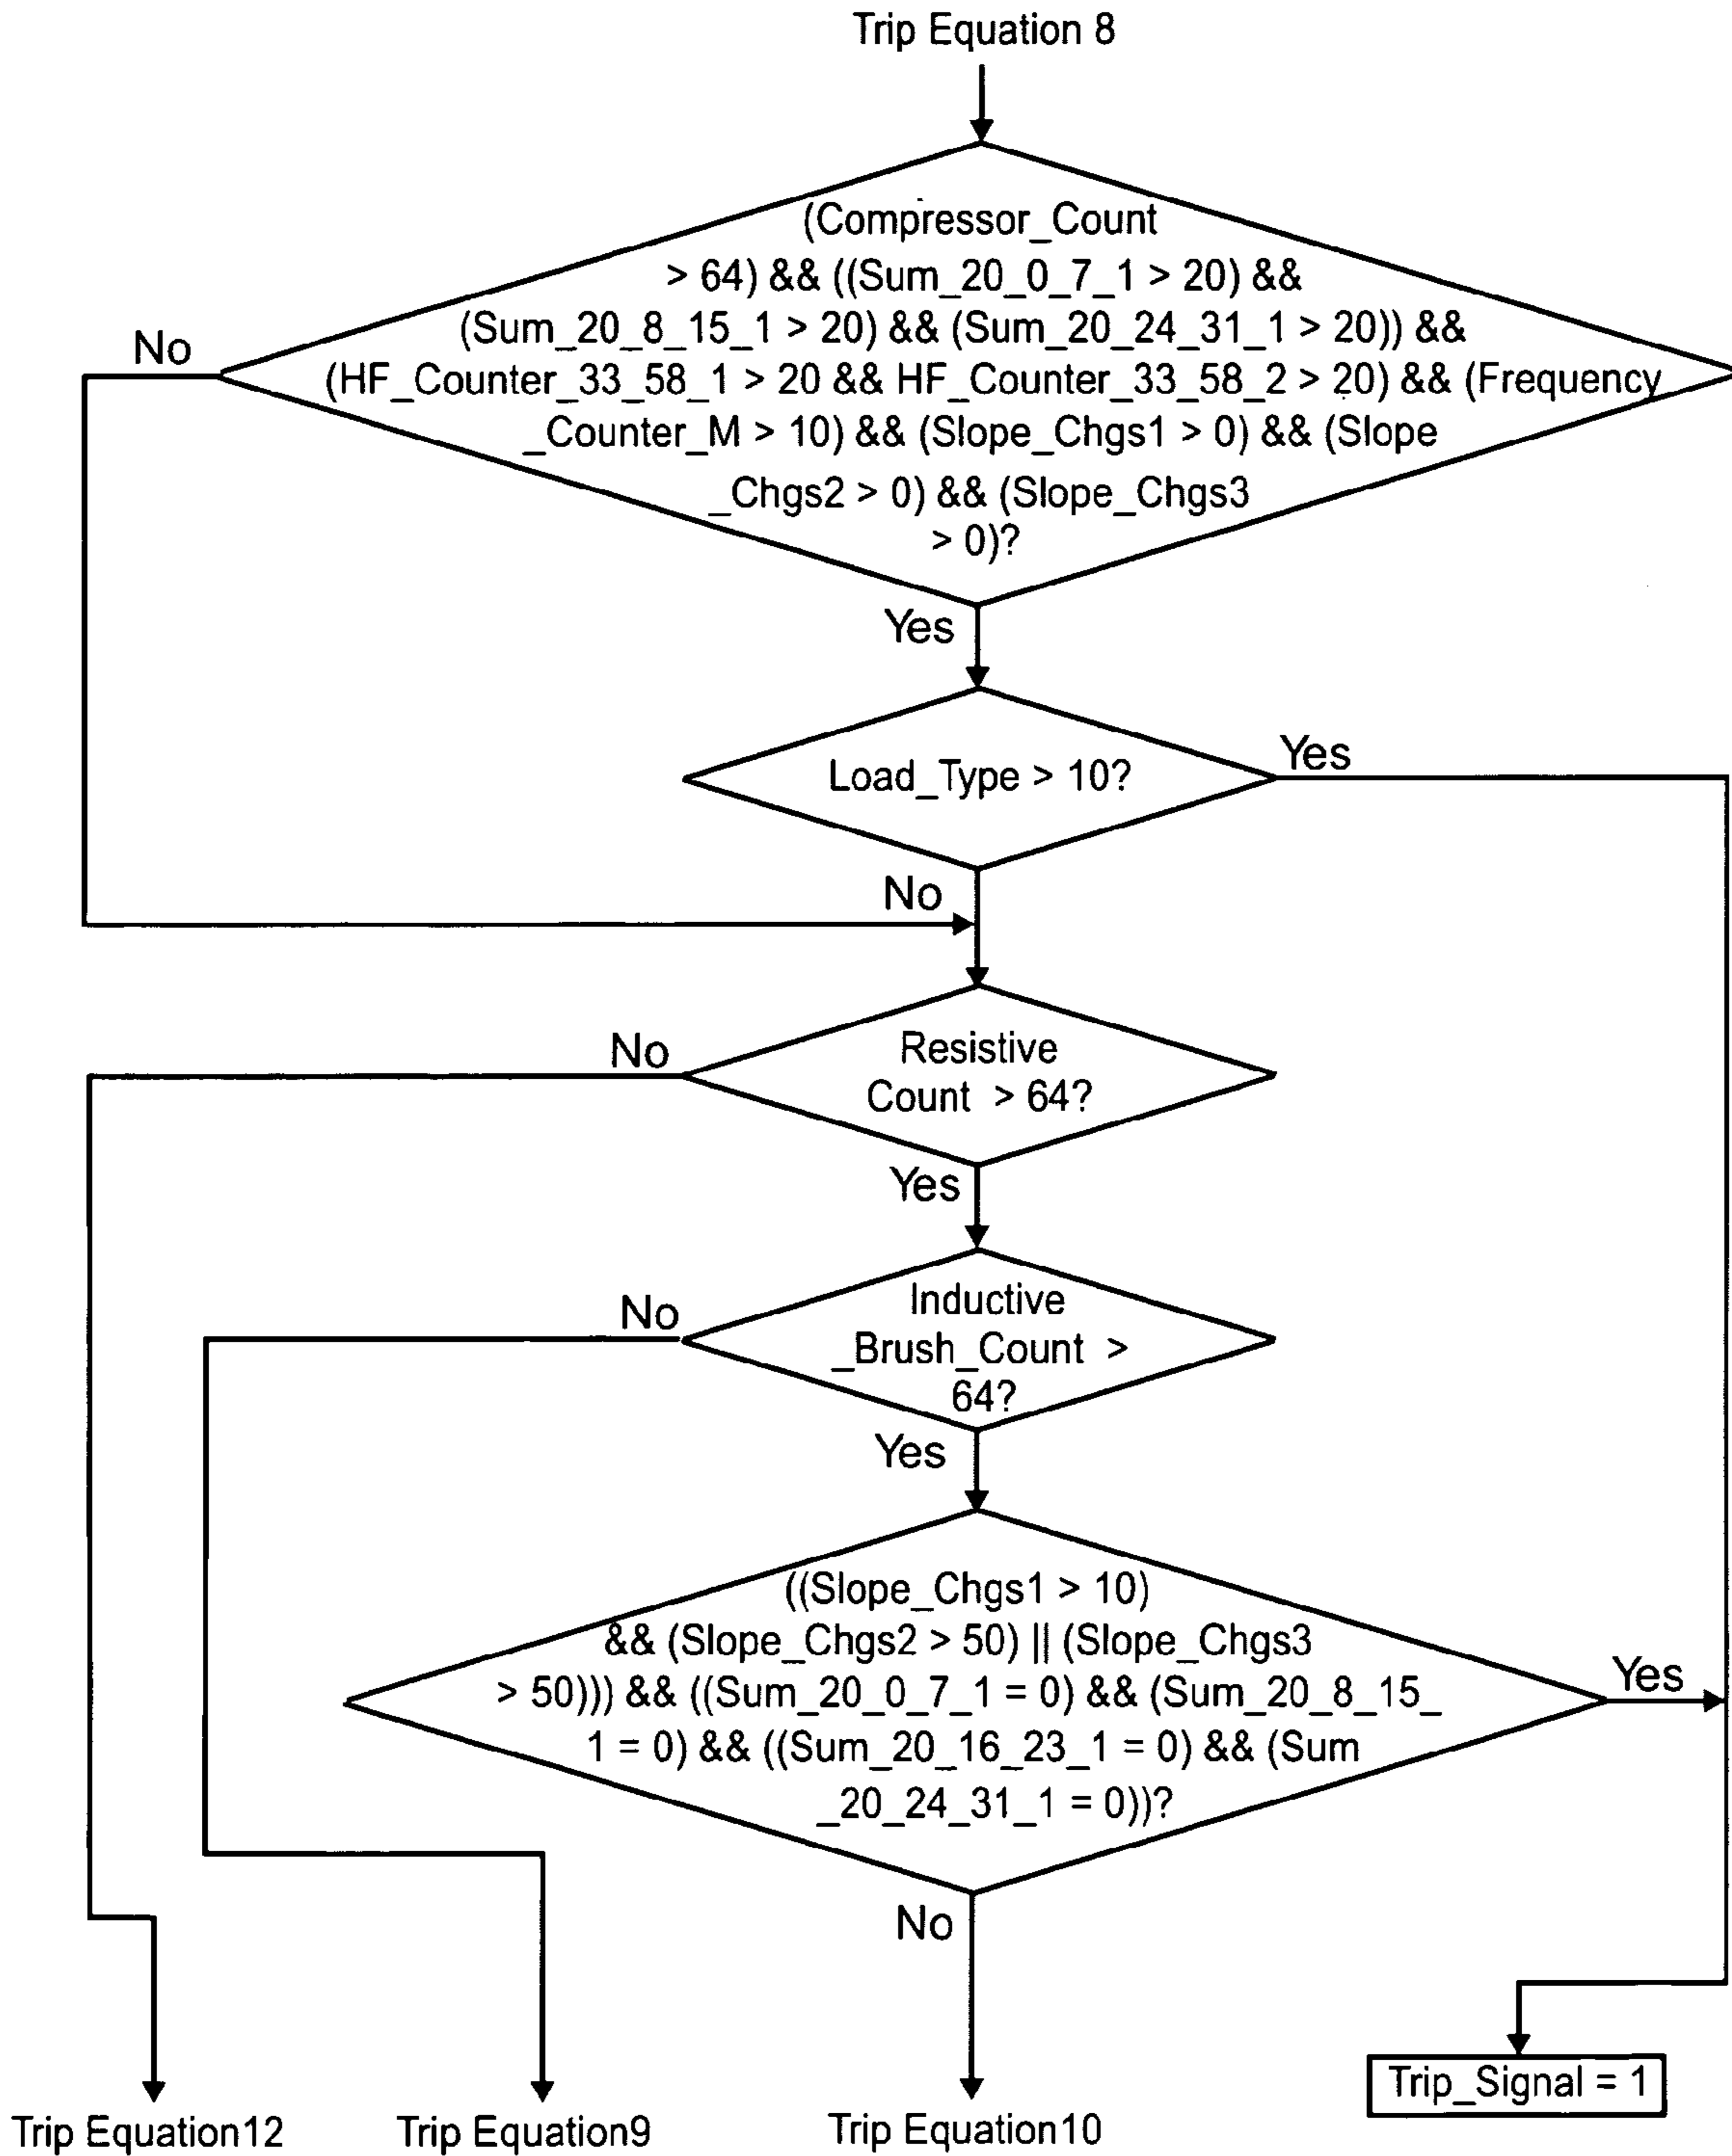 Trip Equation 8
(Compressor_Count
> 64) && ((Sum_20_0_7_1 > 20) &&
(Sum_20_8_15_1 > 20) && (Sum_20_24_31_1 > 20)) &&
(HF_Counter_33_58_1 > 20 && HF_Counter_33_58_2 > 20) && (Frequency
_Counter_M > 10) && (Slope_Chgs1 > 0) && (Slope
_Chgs2 > 0) && (Slope_Chgs3
> 0)?
No
Yes
Load_Type > 10?
Yes
No
Resistive
Count > 64?
No
Yes
Inductive
_Brush_Count >
64?
No
Yes
((Slope_Chgs1 > 10)
&& (Slope_Chgs2 > 50) || (Slope_Chgs3
> 50))) && ((Sum_20_0_7_1 = 0) && (Sum_20_8_15_
1 = 0) && ((Sum_20_16_23_1 = 0) && (Sum
_20_24_31_1 = 0))?
Yes
No
Trip_Signal = 1
Trip Equation12
Trip Equation9
Trip Equation10